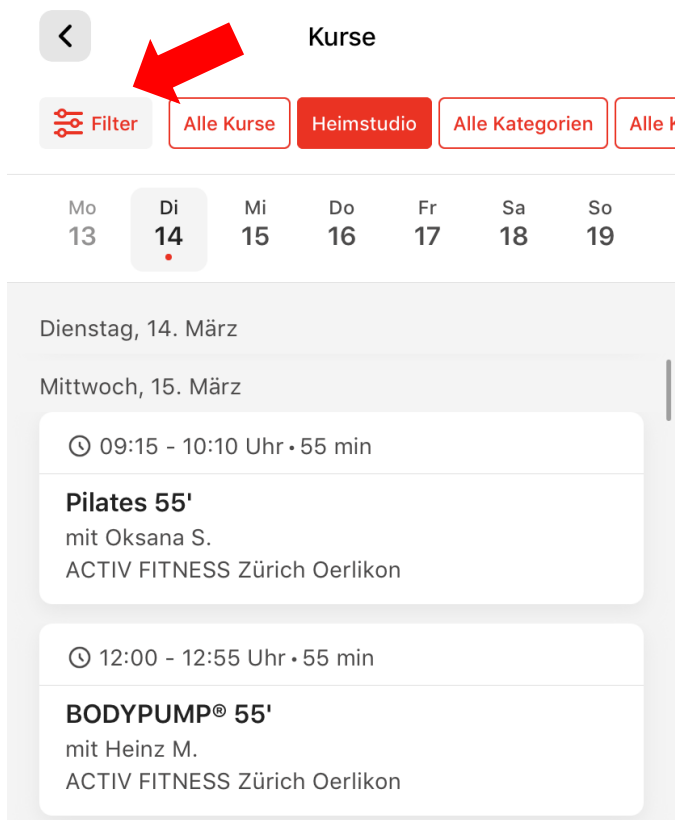 Kurse
Filter
Alle Kurse
Heimstudio
Alle Kategorien
Alle
Mo Di Mi Do Fr Sa So
13 14 15 16 17 18 19
Dienstag, 14. März
Mittwoch, 15. März
09:15 - 10:10 Uhr • 55 min
Pilates 55'
mit Oksana S.
ACTIV FITNESS Zürich Oerlikon
12:00 - 12:55 Uhr • 55 min
BODYPUMP® 55'
mit Heinz M.
ACTIV FITNESS Zürich Oerlikon